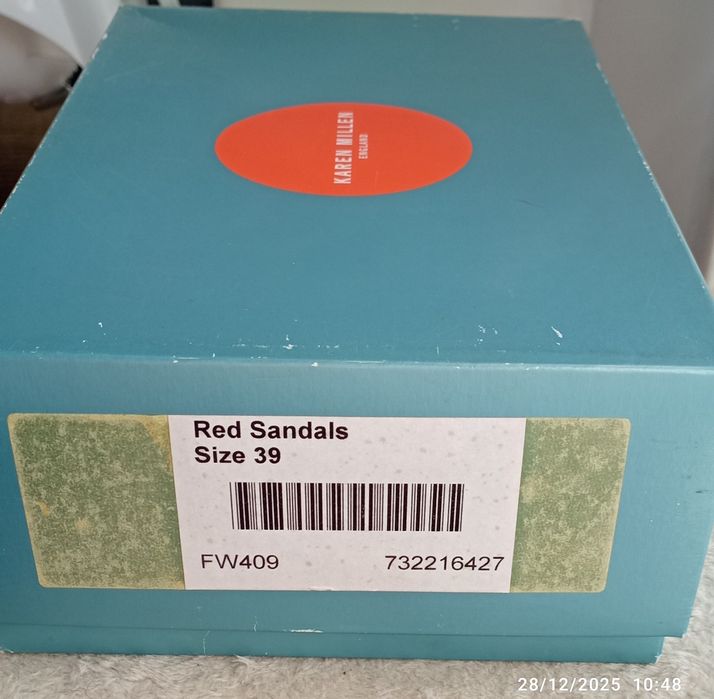 KAREN MILLEN
ENGLAND
Red Sandals
Size 39
FW409 732216427
28/12/2025 10:48